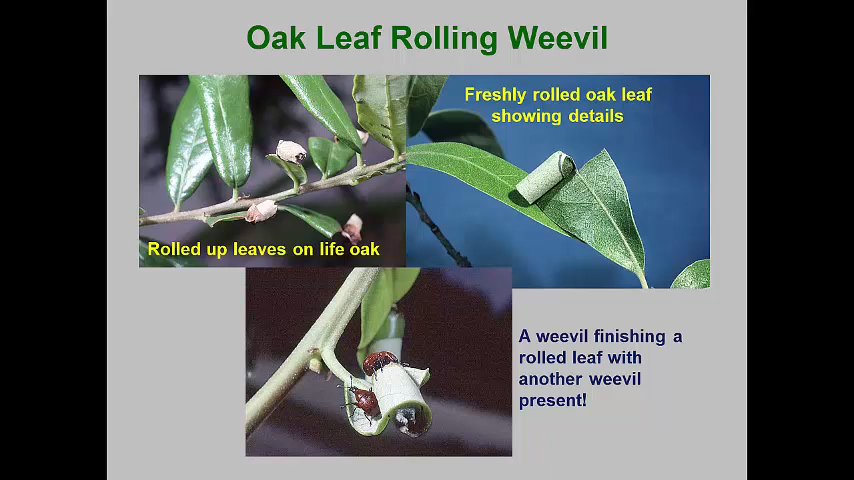 Oak Leaf Rolling Weevil
Freshly rolled oak leaf
showing details
Rolled up leaves on life oak
A weevil finishing a
rolled leaf with
another weevil
present!